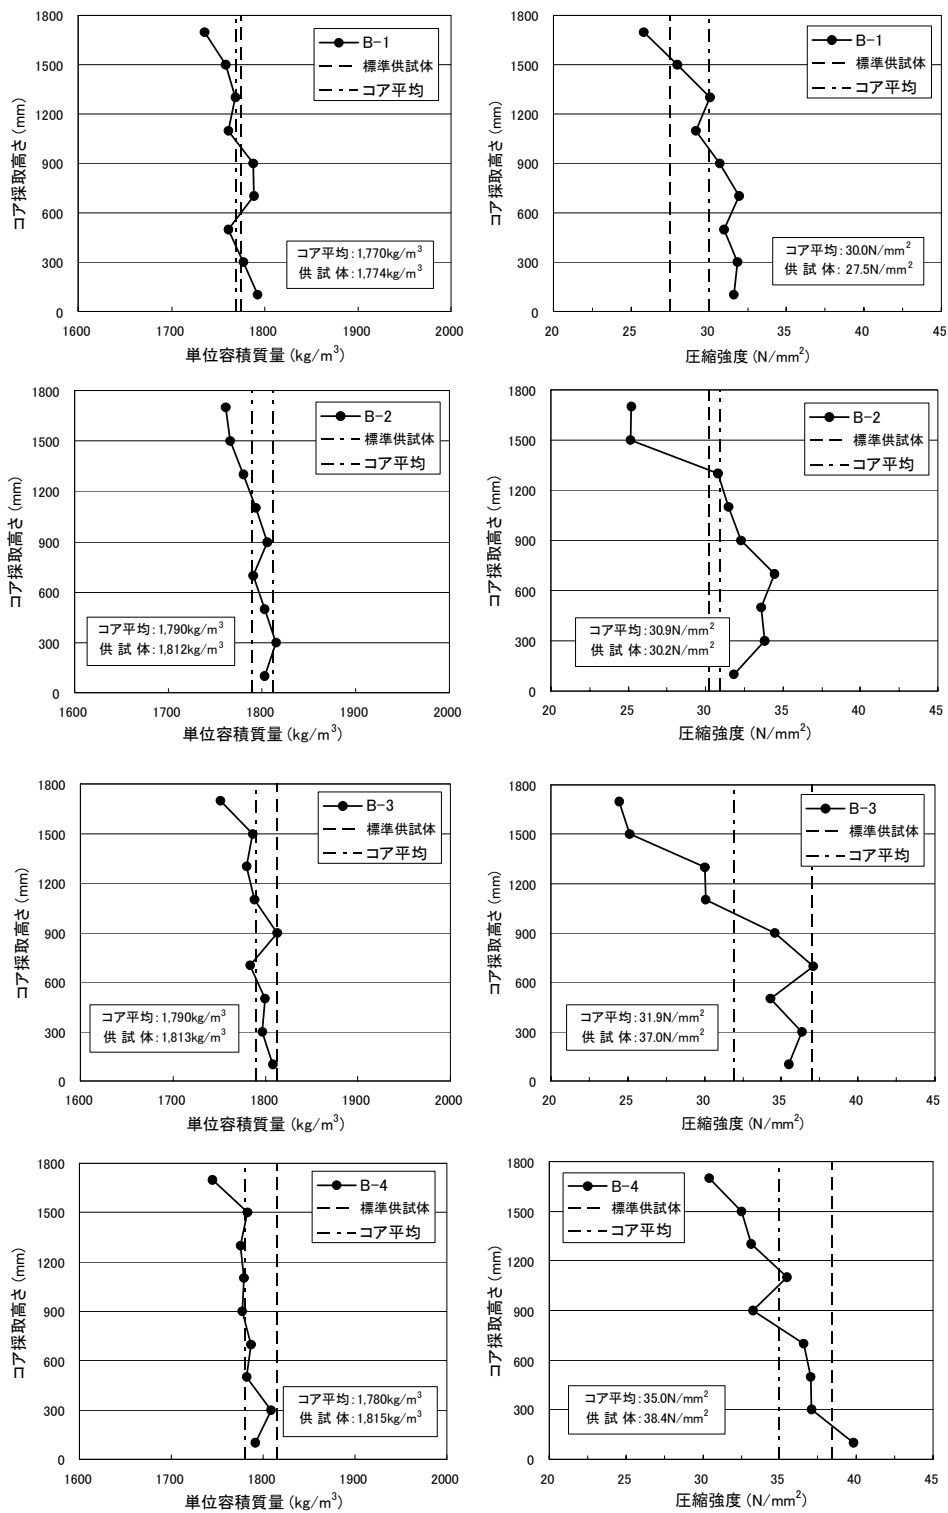 1800
1500
1200
900
600
300
0
コア採取高さ(mm)
B-1
標準供試体
コア平均
コア平均:1,770kg/m³
供 試 体:1,774kg/m³
1600 1700 1800 1900 2000
単位容積質量(kg/m³)
1800
1500
1200
900
600
300
0
コア採取高さ(mm)
B-1
標準供試体
コア平均
コア平均:30.0N/mm²
供 試 体: 27.5N/mm²
20 25 30 35 40 45
圧縮強度(N/mm²)
1800
1500
1200
900
600
300
0
コア採取高さ(mm)
B-2
標準供試体
コア平均
コア平均:1,790kg/m³
供 試 体:1,812kg/m³
1600 1700 1800 1900 2000
単位容積質量(kg/m³)
1800
1500
1200
900
600
300
0
コア採取高さ(mm)
B-2
標準供試体
コア平均
コア平均:30.9N/mm²
供 試 体:30.2N/mm²
20 25 30 35 40 45
圧縮強度(N/mm²)
1800
1500
1200
900
600
300
0
コア採取高さ(mm)
B-3
標準供試体
コア平均
コア平均:1,790kg/m³
供 試 体:1,813kg/m³
1600 1700 1800 1900 2000
単位容積質量(kg/m³)
1800
1500
1200
900
600
300
0
コア採取高さ(mm)
B-3
標準供試体
コア平均
コア平均:31.9N/mm²
供 試 体:37.0N/mm²
20 25 30 35 40 45
圧縮強度(N/mm²)
1800
1500
1200
900
600
300
0
コア採取高さ(mm)
B-4
標準供試体
コア平均
コア平均:1,780kg/m³
供 試 体:1,815kg/m³
1600 1700 1800 1900 2000
単位容積質量(kg/m³)
1800
1500
1200
900
600
300
0
コア採取高さ(mm)
B-4
標準供試体
コア平均
コア平均:35.0N/mm²
供 試 体:38.4N/mm²
20 25 30 35 40 45
圧縮強度(N/mm²)